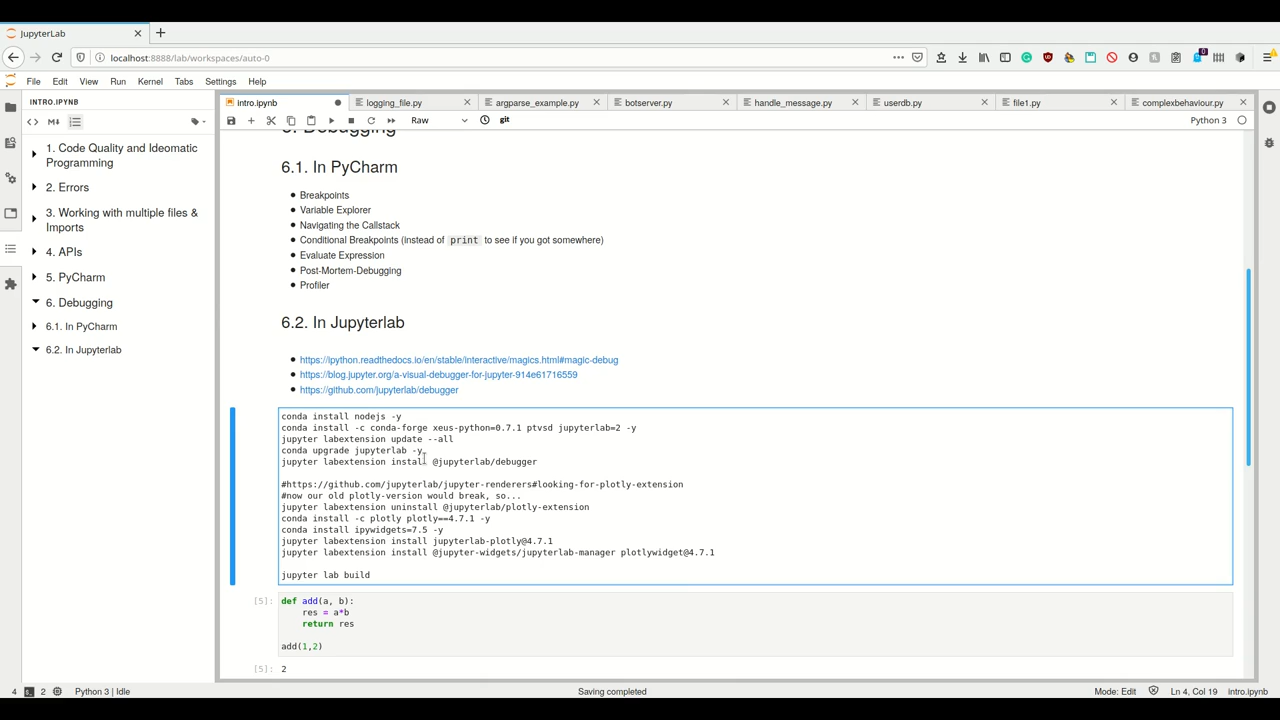 JupyterLab
localhost:8888/lab/workspaces/auto-0
File Edit View Run Kernel Tabs Settings Help
INTRO.IPYNB
intro.ipynb logging_file.py argparse_example.py botserver.py handle_message.py userdb.py file1.py complexbehaviour.py
Raw git Python 3
1. Code Quality and Ideomatic
Programming
2. Errors
3. Working with multiple files &
Imports
4. APIs
5. PyCharm
6. Debugging
6.1. In PyCharm
6.2. In Jupyterlab
Debugging
6.1. In PyCharm
Breakpoints
Variable Explorer
Navigating the Callstack
Conditional Breakpoints (instead of print to see if you got somewhere)
Evaluate Expression
Post-Mortem-Debugging
Profiler
6.2. In Jupyterlab
https://ipython.readthedocs.io/en/stable/interactive/magics.html#magic-debug
https://blog.jupyter.org/a-visual-debugger-for-jupyter-914e61716559
https://github.com/jupyterlab/debugger
conda install nodejs -y
conda install -c conda-forge xeus-python=0.7.1 ptvsd jupyterlab=2 -y
jupyter labextension update --all
conda upgrade jupyterlab -y
jupyter labextension install @jupyterlab/debugger
#https://github.com/jupyterlab/jupyter-renderers#looking-for-plotly-extension
#now our old plotly-version would break, so...
jupyter labextension uninstall @jupyterlab/plotly-extension
conda install -c plotly plotly==4.7.1 -y
conda install ipywidgets=7.5 -y
jupyter labextension install jupyterlab-plotly@4.7.1
jupyter labextension install @jupyter-widgets/jupyterlab-manager plotlywidget@4.7.1
jupyter lab build
[5]: def add(a, b):
res = a*b
return res
add(1,2)
[5]: 2
4 2 Python 3 | Idle Saving completed Mode: Edit Ln 4, Col 19 intro.ipynb